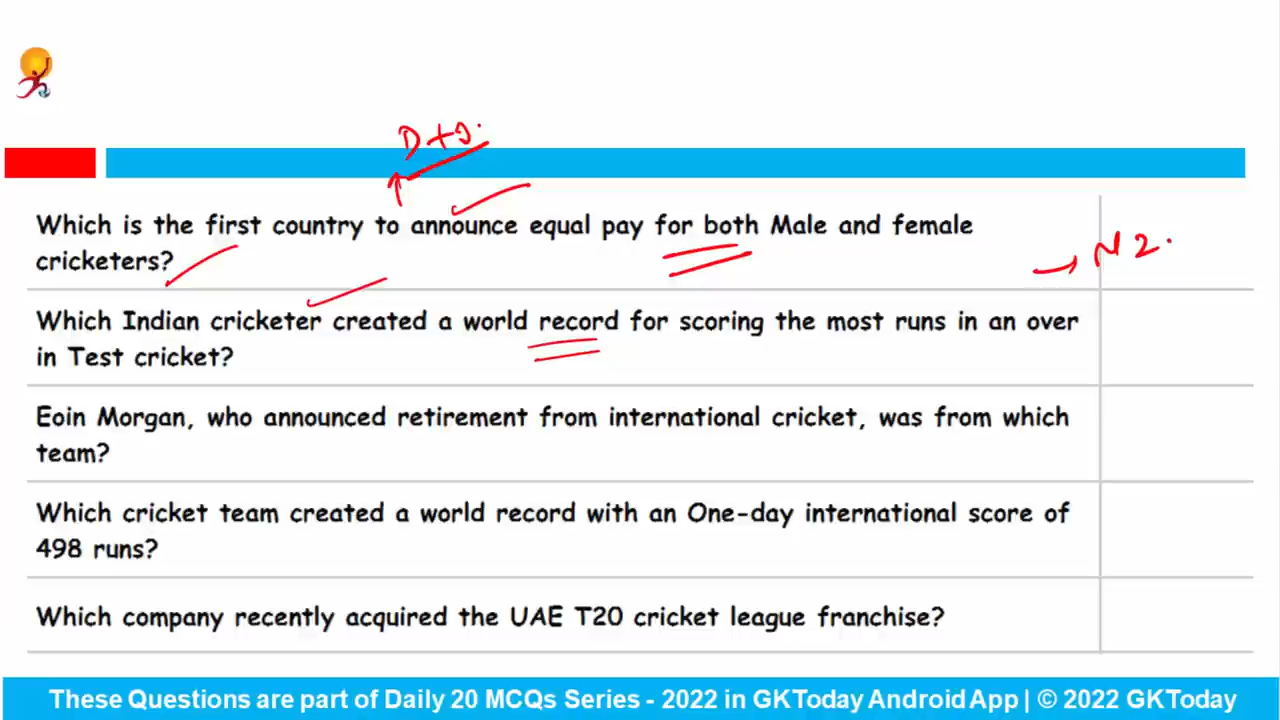 D+D.
Which is the first country to announce equal pay for both Male and female
cricketers?
N2.
Which Indian cricketer created a world record for scoring the most runs in an over
in Test cricket?
Eoin Morgan, who announced retirement from international cricket, was from which
team?
Which cricket team created a world record with an One-day international score of
498 runs?
Which company recently acquired the UAE T20 cricket league franchise?
These Questions are part of Daily 20 MCQs Series - 2022 in GKToday Android App | © 2022 GKToday